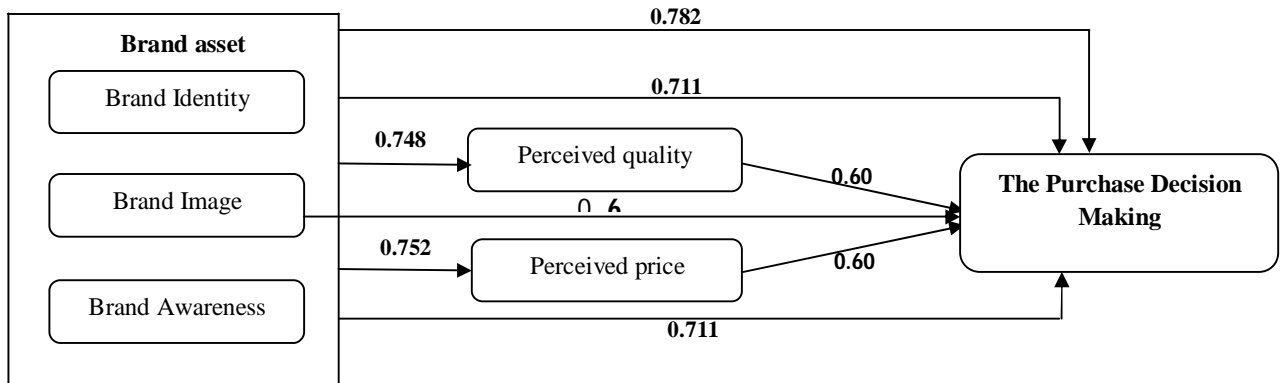 0.782
Brand asset
Brand Identity
0.711
0.748
Perceived quality
0.60
The Purchase Decision
Making
Brand Image
0.752
Perceived price
0.60
Brand Awareness
0.711